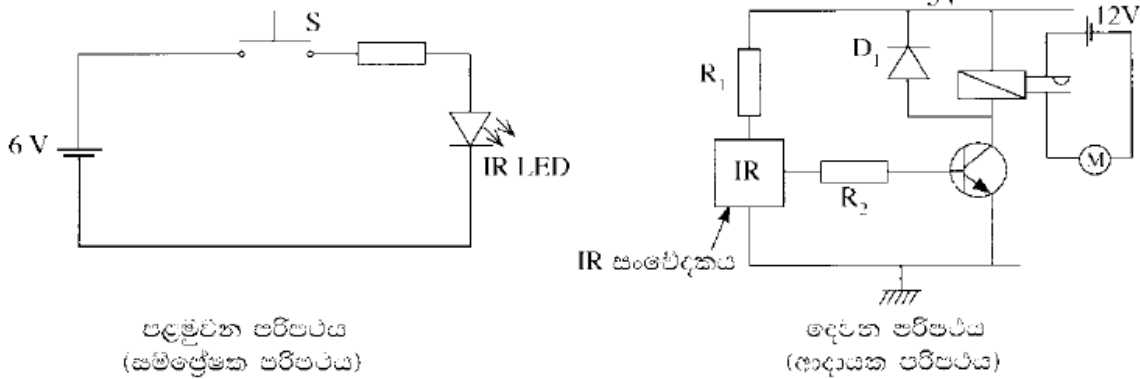 S
6 V
IR LED
පළමුවන පරිපථය
(සම්ප්‍රේෂක පරිපථය)
12V
D1
R1
IR
R2
M
IR සංවේදකය
දෙවන පරිපථය
(ආදායක පරිපථය)